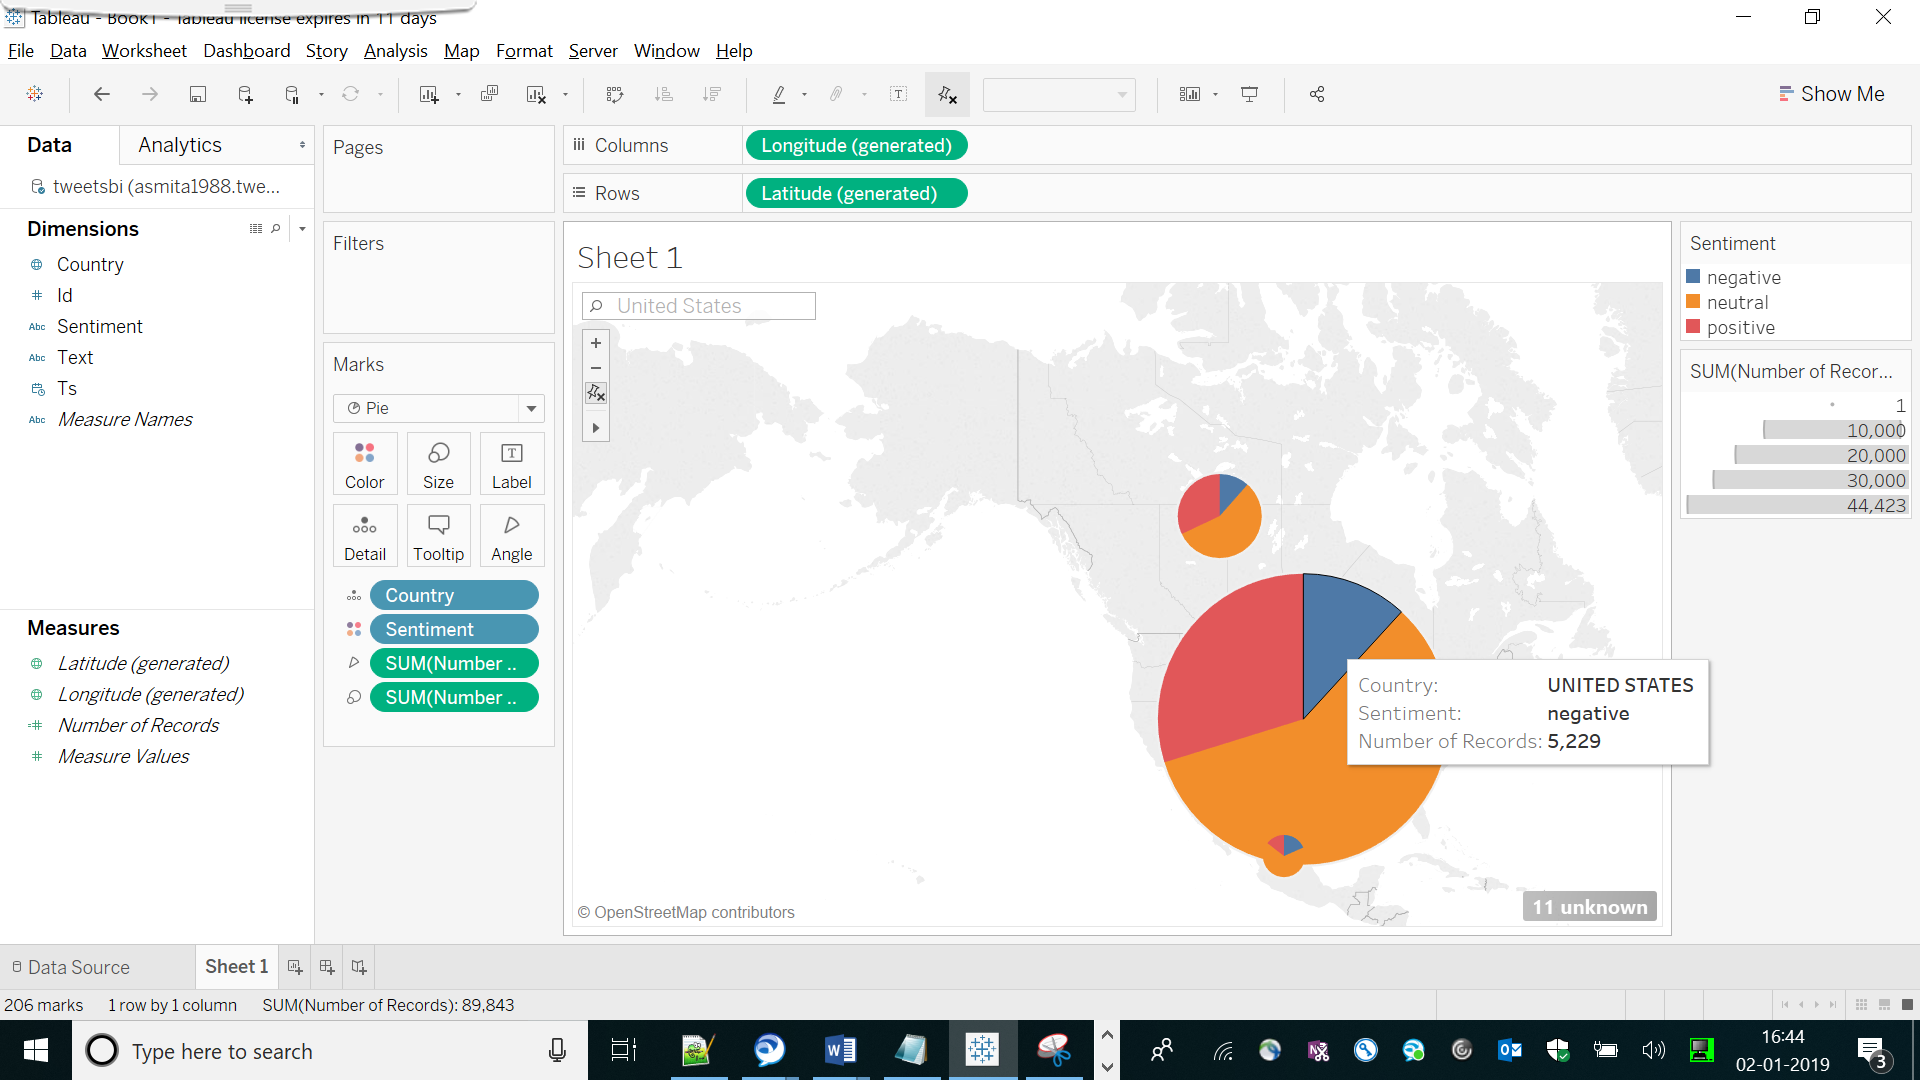 Tableau - Book1 - Tableau license expires in 11 days
File Data Worksheet Dashboard Story Analysis Map Format Server Window Help
Show Me
Data Analytics
tweetsbi (asmita1988.twe...
Dimensions
Country
Id
Abc Sentiment
Abc Text
Ts
Abc Measure Names
Measures
Latitude (generated)
Longitude (generated)
Number of Records
Measure Values
Pages
Filters
Marks
Pie
Color Size Label
Detail Tooltip Angle
Country
Sentiment
SUM(Number ..
SUM(Number ..
Columns Longitude (generated)
Rows Latitude (generated)
Sheet 1
United States
Country: UNITED STATES
Sentiment: negative
Number of Records: 5,229
© OpenStreetMap contributors
11 unknown
Sentiment
negative
neutral
positive
SUM(Number of Recor...
1
10,000
20,000
30,000
44,423
Data Source Sheet 1
206 marks 1 row by 1 column SUM(Number of Records): 89,843
Type here to search
16:44
02-01-2019
3